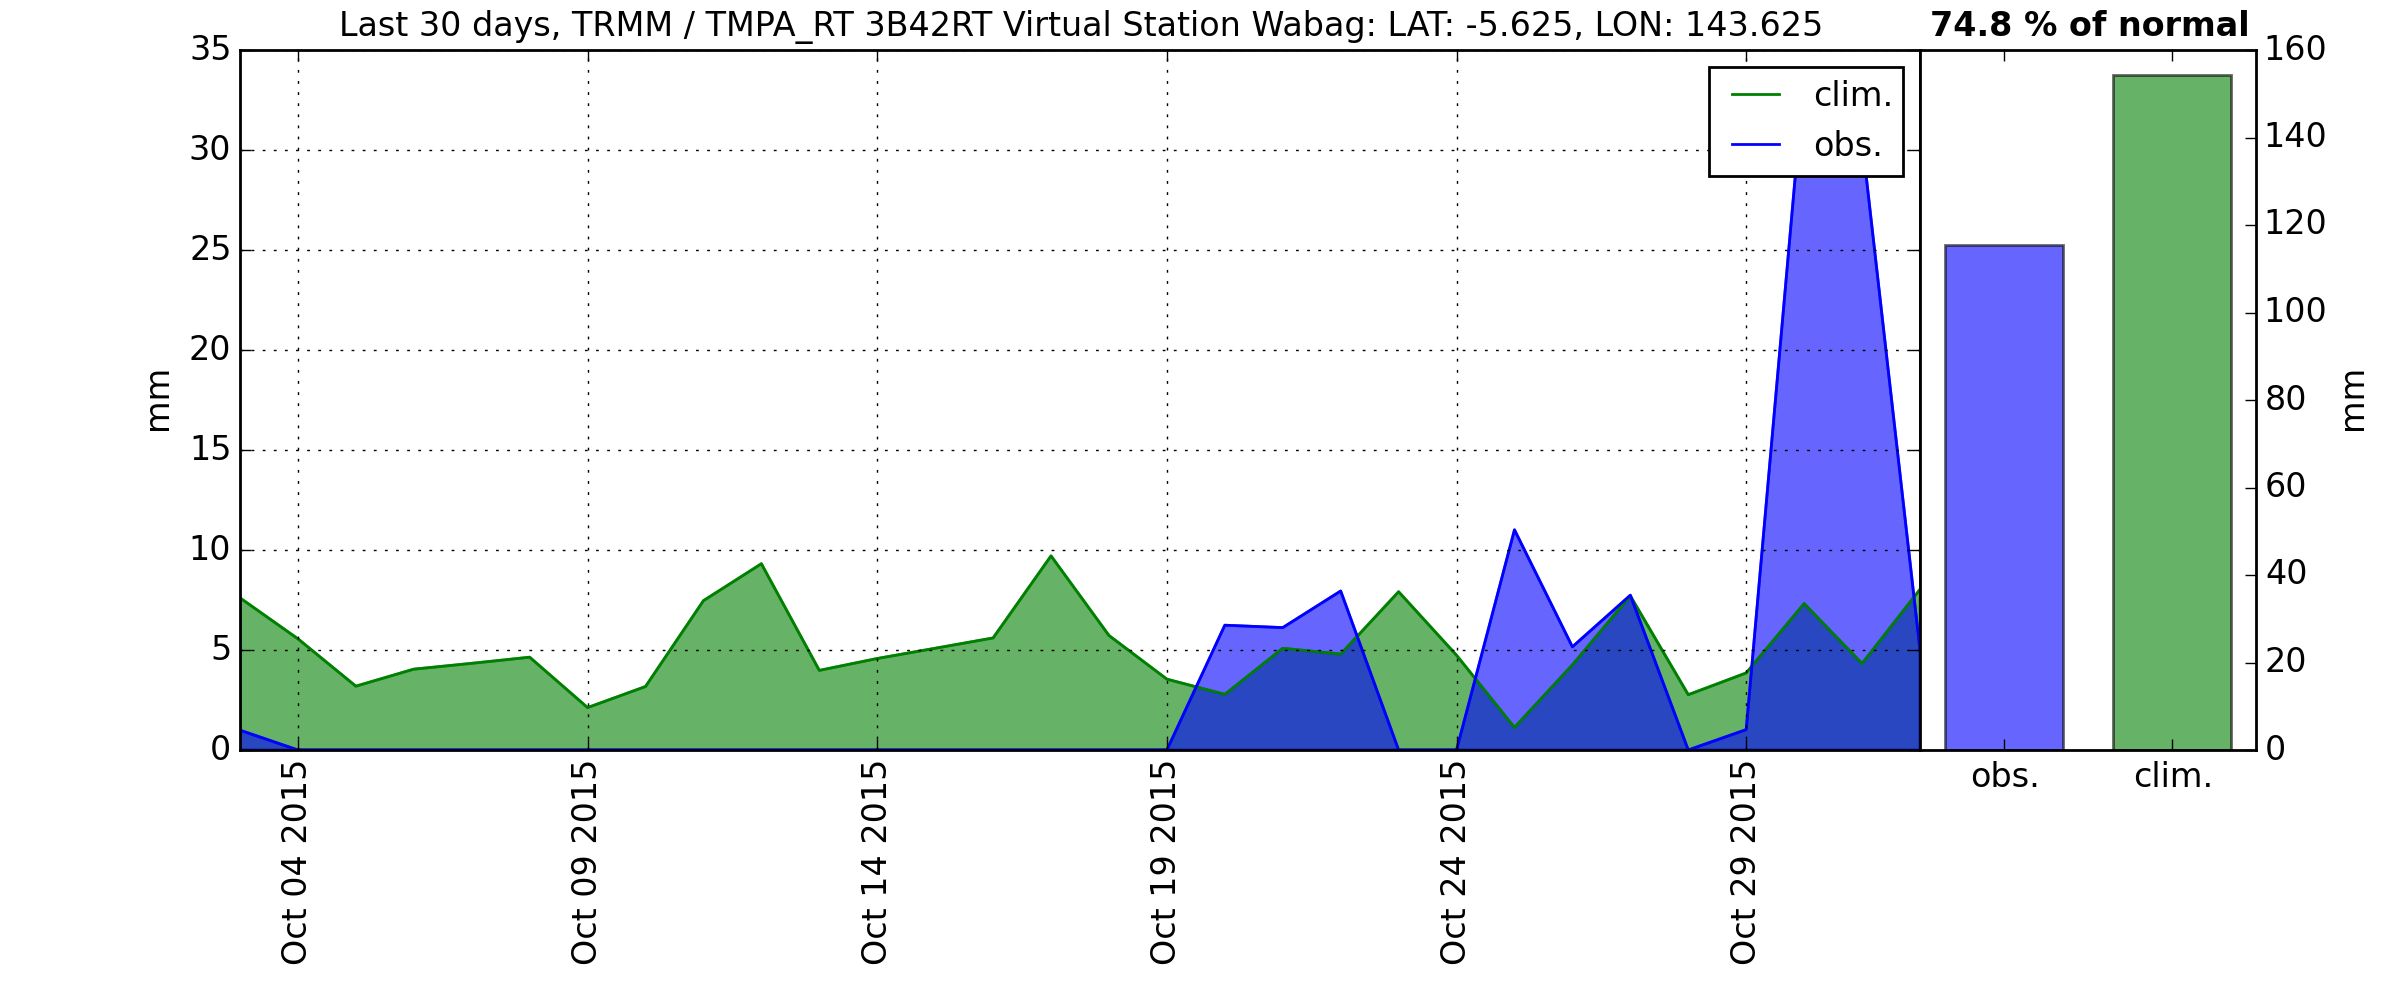 Last 30 days, TRMM / TMPA_RT 3B42RT Virtual Station Wabag: LAT: -5.625, LON: 143.625
74.8 % of normal
35
30
25
20
15
10
5
0
mm
clim.
obs.
160
140
120
100
80
60
40
20
0
mm
Oct 04 2015
Oct 09 2015
Oct 14 2015
Oct 19 2015
Oct 24 2015
Oct 29 2015
obs.
clim.